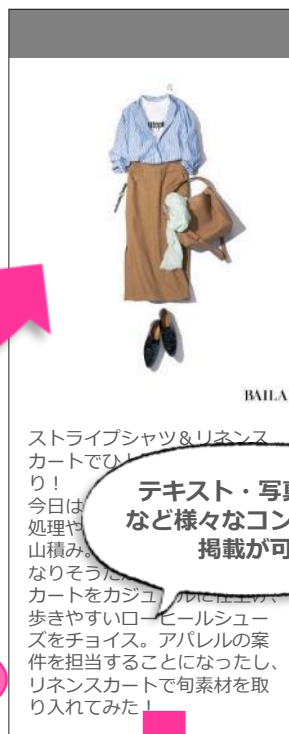 BAILA
ストライプシャツ＆リネンス
カートでひ
り！
今日は
処理や
山積み。
なりそうだ
カートをカジュ
歩きやすいローヒールシュー
ズをチョイス。アパレルの案
件を担当することになったし、
リネンスカートで旬素材を取
り入れてみた！
テキスト・写
など様々なコン
掲載が可